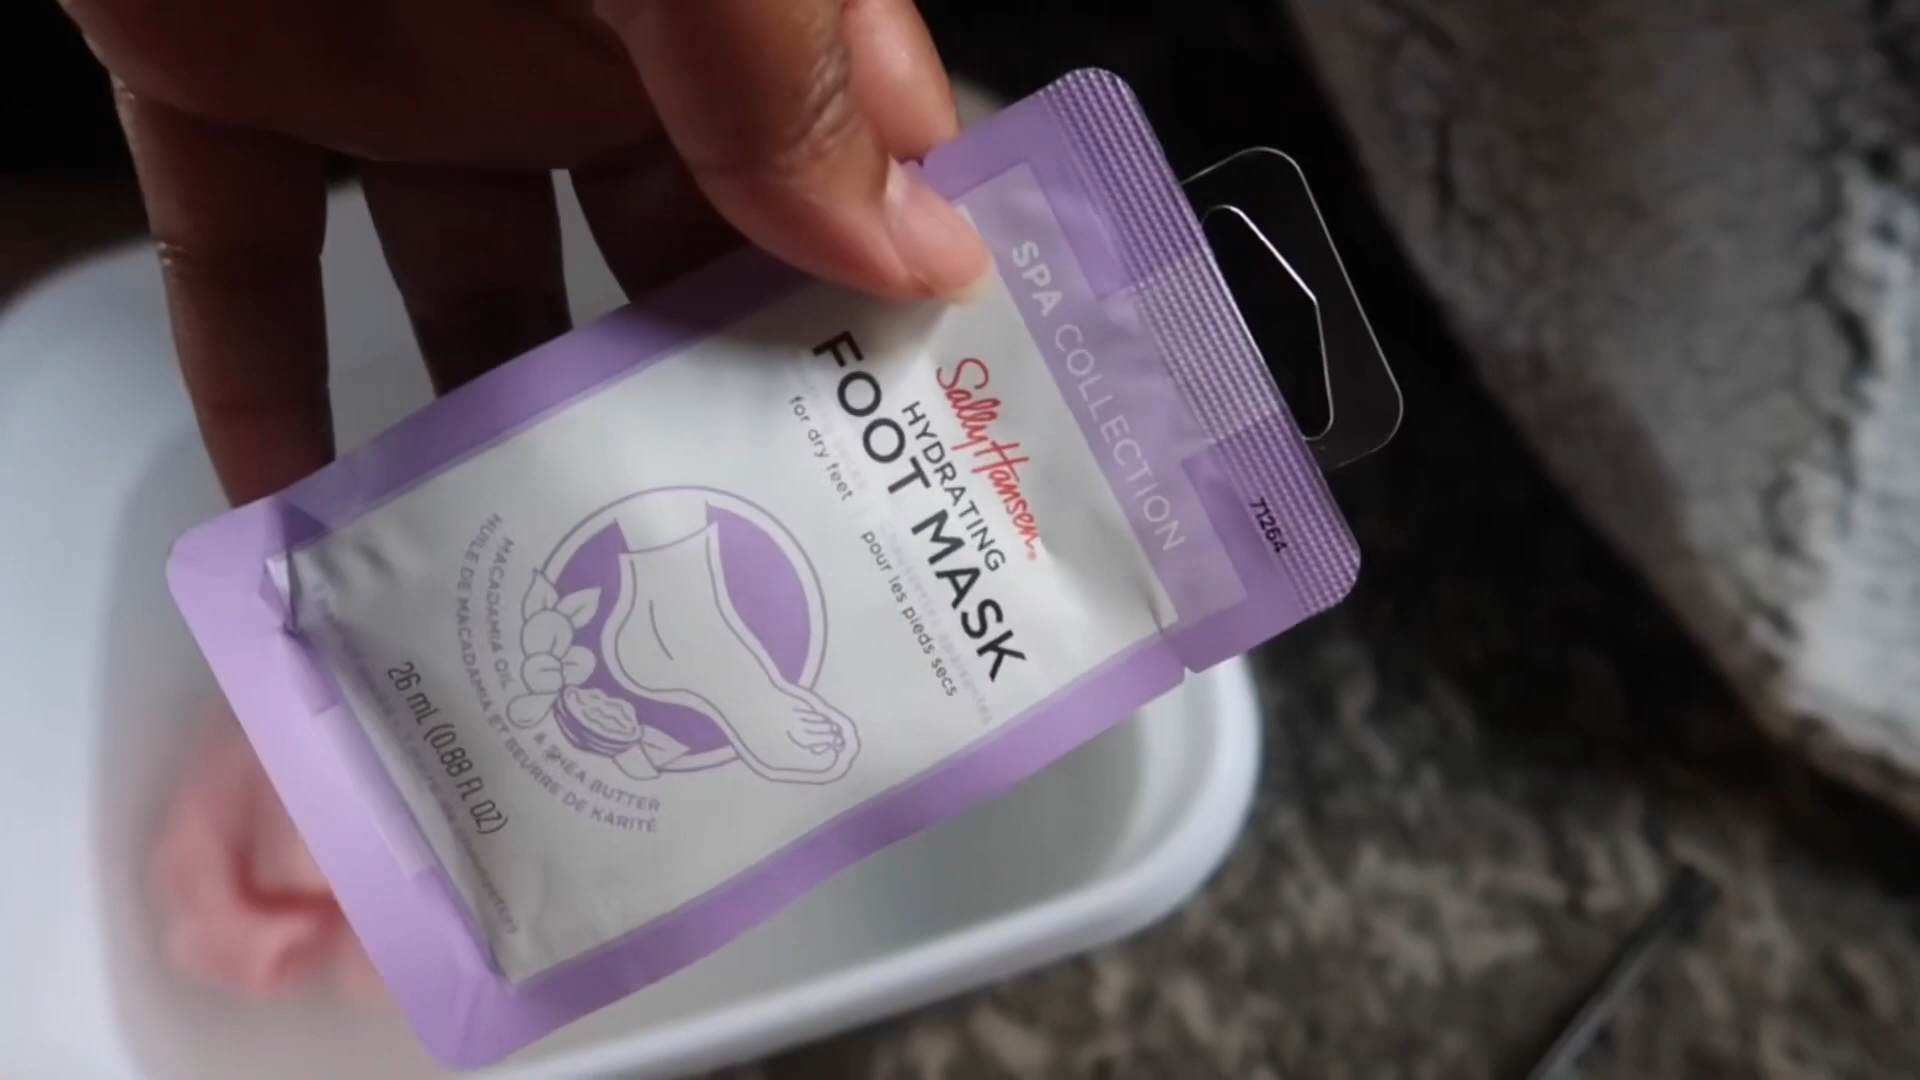 SPA COLLECTION
71264
Sally Hansen®
HYDRATING
FOOT MASK
for dry feet
pour les pieds secs
MACADAMIA OIL & SHEA BUTTER
HUILE DE MACADAMIA ET BEURRE DE KARITÉ
26 mL (0.88 FL OZ)